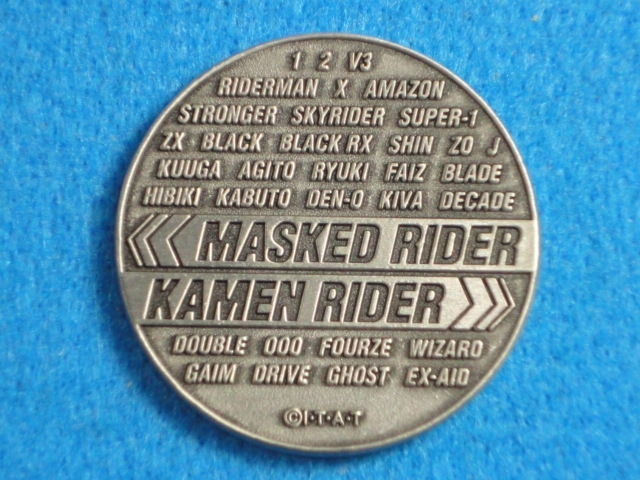 1 2 V3
RIDERMAN X AMAZON
STRONGER SKYRIDER SUPER-1
ZX BLACK BLACK RX SHIN ZO J
KUUGA AGITO RYUKI FAIZ BLADE
HIBIKI KABUTO DEN-O KIVA DECADE
MASKED RIDER
KAMEN RIDER
DOUBLE OOO FOURZE WIZARD
GAIM DRIVE GHOST EX-AID
©I·T·A·T